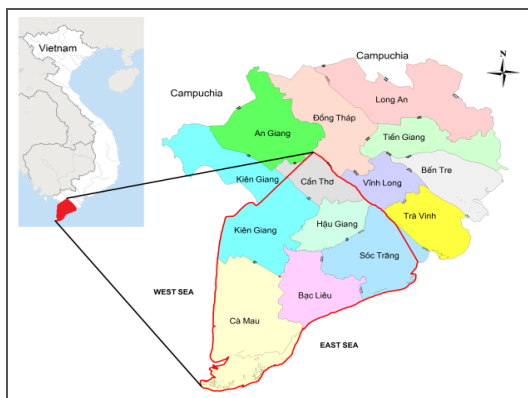 Vietnam
Campuchia
Campuchia
N
Long An
Đồng Tháp
An Giang
Tiền Giang
Bến Tre
Kiên Giang
Cần Thơ
Vĩnh Long
Trà Vinh
Kiên Giang
Hậu Giang
Sóc Trăng
WEST SEA
Bạc Liêu
Cà Mau
EAST SEA